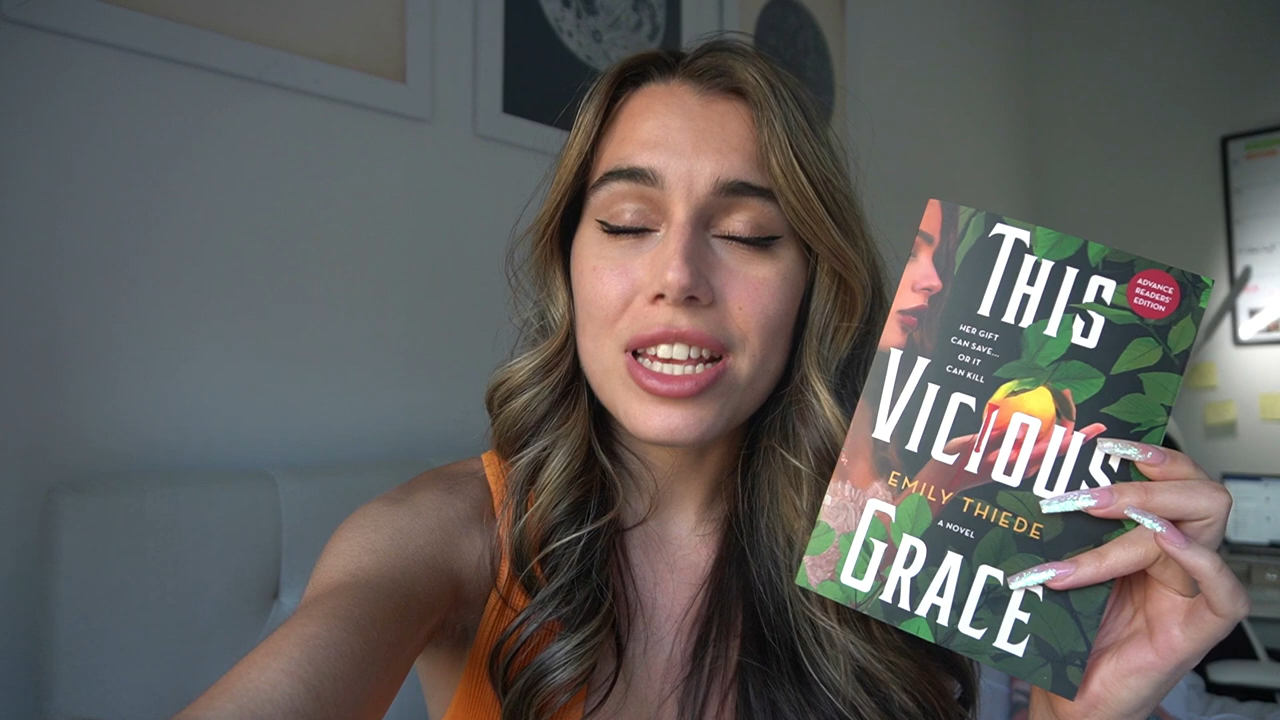 THIS
ADVANCE
READERS'
EDITION
HER GIFT
CAN SAVE...
OR IT
CAN KILL
VICIOUS
EMILY THIEDE
A NOVEL
GRACE